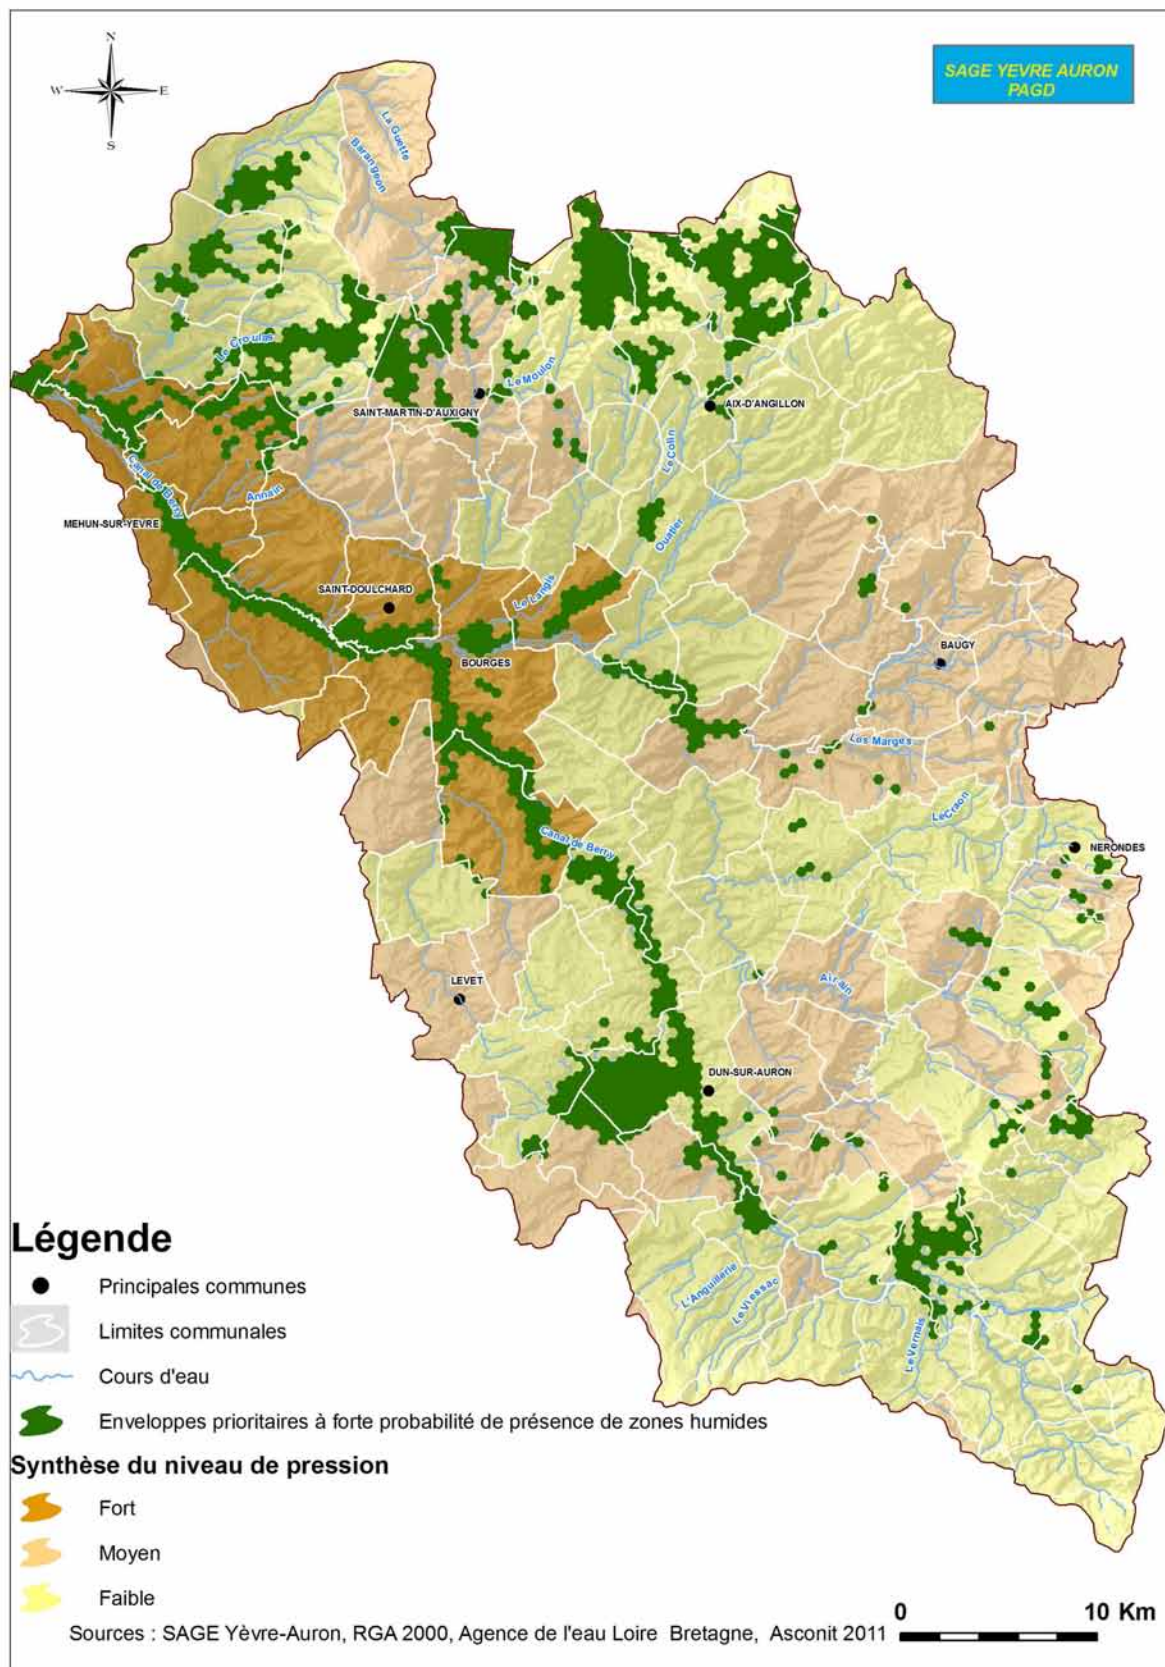 N
W
E
S
SAGE YEVRE AURON
PAGD
La Guette
Barangeon
Le Croulas
Le Moulon
SAINT-MARTIN-D'AUXIGNY
AIX-D'ANGILLON
Le Colin
Canal de Berry
Annain
Ouatier
MEHUN-SUR-YEVRE
SAINT-DOULCHARD
Le Langis
BOURGES
BAUGY
Los Marges
Le Craon
Canal de Berry
NERONDES
LEVET
Airain
DUN-SUR-AURON
L'Anguillerie
Le Vressac
Le Vernais
Légende
Principales communes
Limites communales
Cours d'eau
Enveloppes prioritaires à forte probabilité de présence de zones humides
Synthèse du niveau de pression
Fort
Moyen
Faible
0 10 Km
Sources : SAGE Yèvre-Auron, RGA 2000, Agence de l'eau Loire Bretagne, Asconit 2011